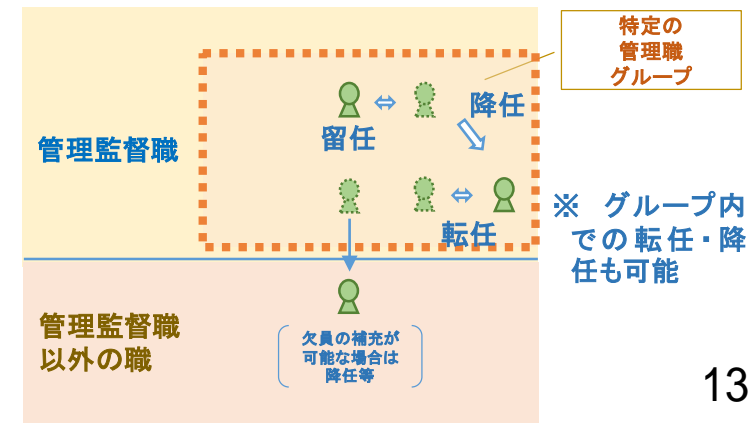 特定の
管理職
グループ
降任
留任
管理監督職
転任
※ グループ内
での転任・降
任も可能
管理監督職
以外の職
欠員の補充が
可能な場合は
降任等
13